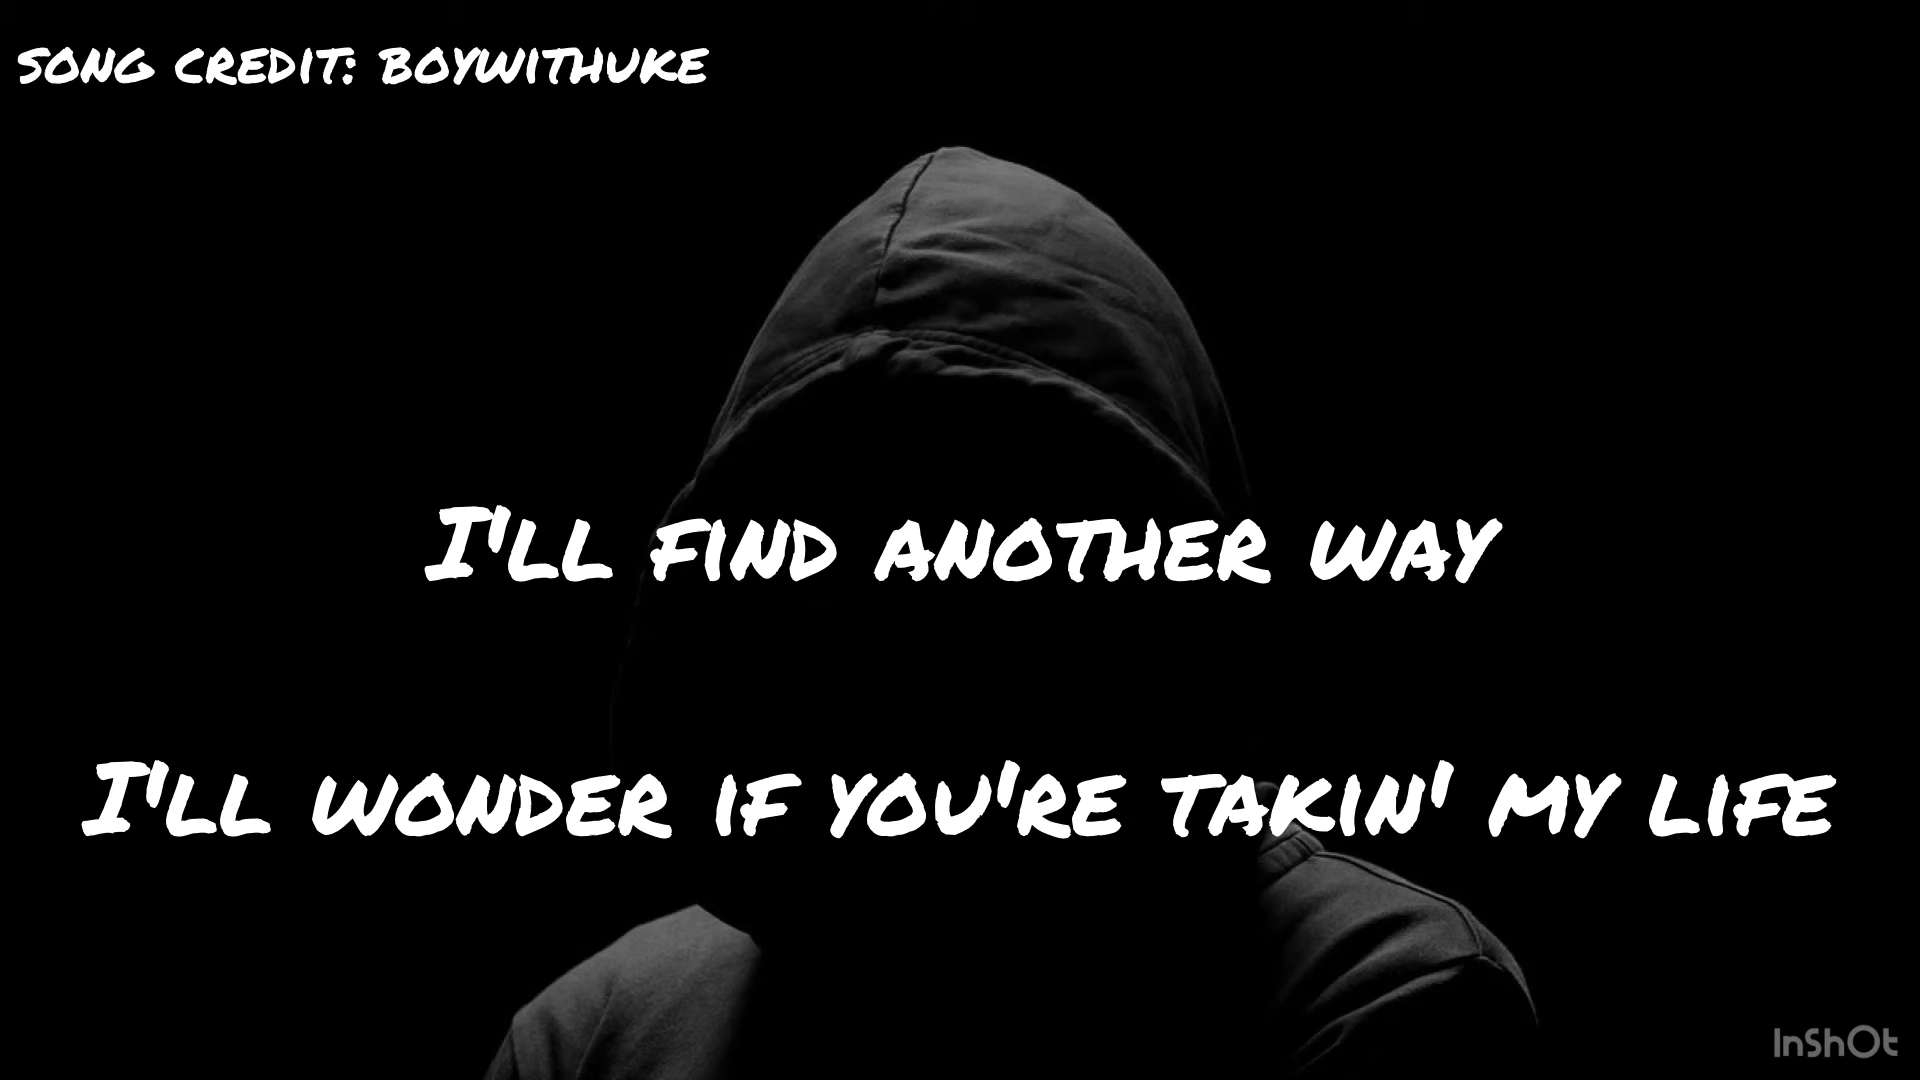 SONG CREDIT: BOYWITHUKE
I'LL FIND ANOTHER WAY
I'LL WONDER IF YOU'RE TAKIN' MY LIFE
InShOt